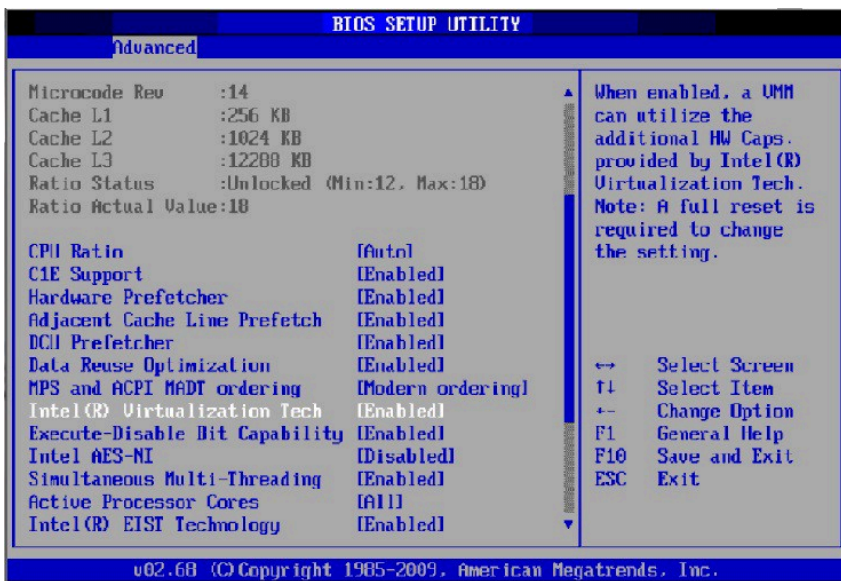 BIOS SETUP UTILITY
Advanced
Microcode Rev :14
Cache L1 :256 KB
Cache L2 :1024 KB
Cache L3 :12288 KB
Ratio Status :Unlocked (Min:12, Max:18)
Ratio Actual Value:18
CPU Ratio [Auto]
C1E Support [Enabled]
Hardware Prefetcher [Enabled]
Adjacent Cache Line Prefetch [Enabled]
DCU Prefetcher [Enabled]
Data Reuse Optimization [Enabled]
MPS and ACPI MADT ordering [Modern ordering]
Intel(R) Virtualization Tech [Enabled]
Execute-Disable Bit Capability [Enabled]
Intel AES-NI [Disabled]
Simultaneous Multi-Threading [Enabled]
Active Processor Cores [All]
Intel(R) EIST Technology [Enabled]
When enabled, a VMM
can utilize the
additional HW Caps.
provided by Intel(R)
Virtualization Tech.
Note: A full reset is
required to change
the setting.
↔ Select Screen
↑↓ Select Item
+- Change Option
F1 General Help
F10 Save and Exit
ESC Exit
v02.68 (C)Copyright 1985-2009, American Megatrends, Inc.